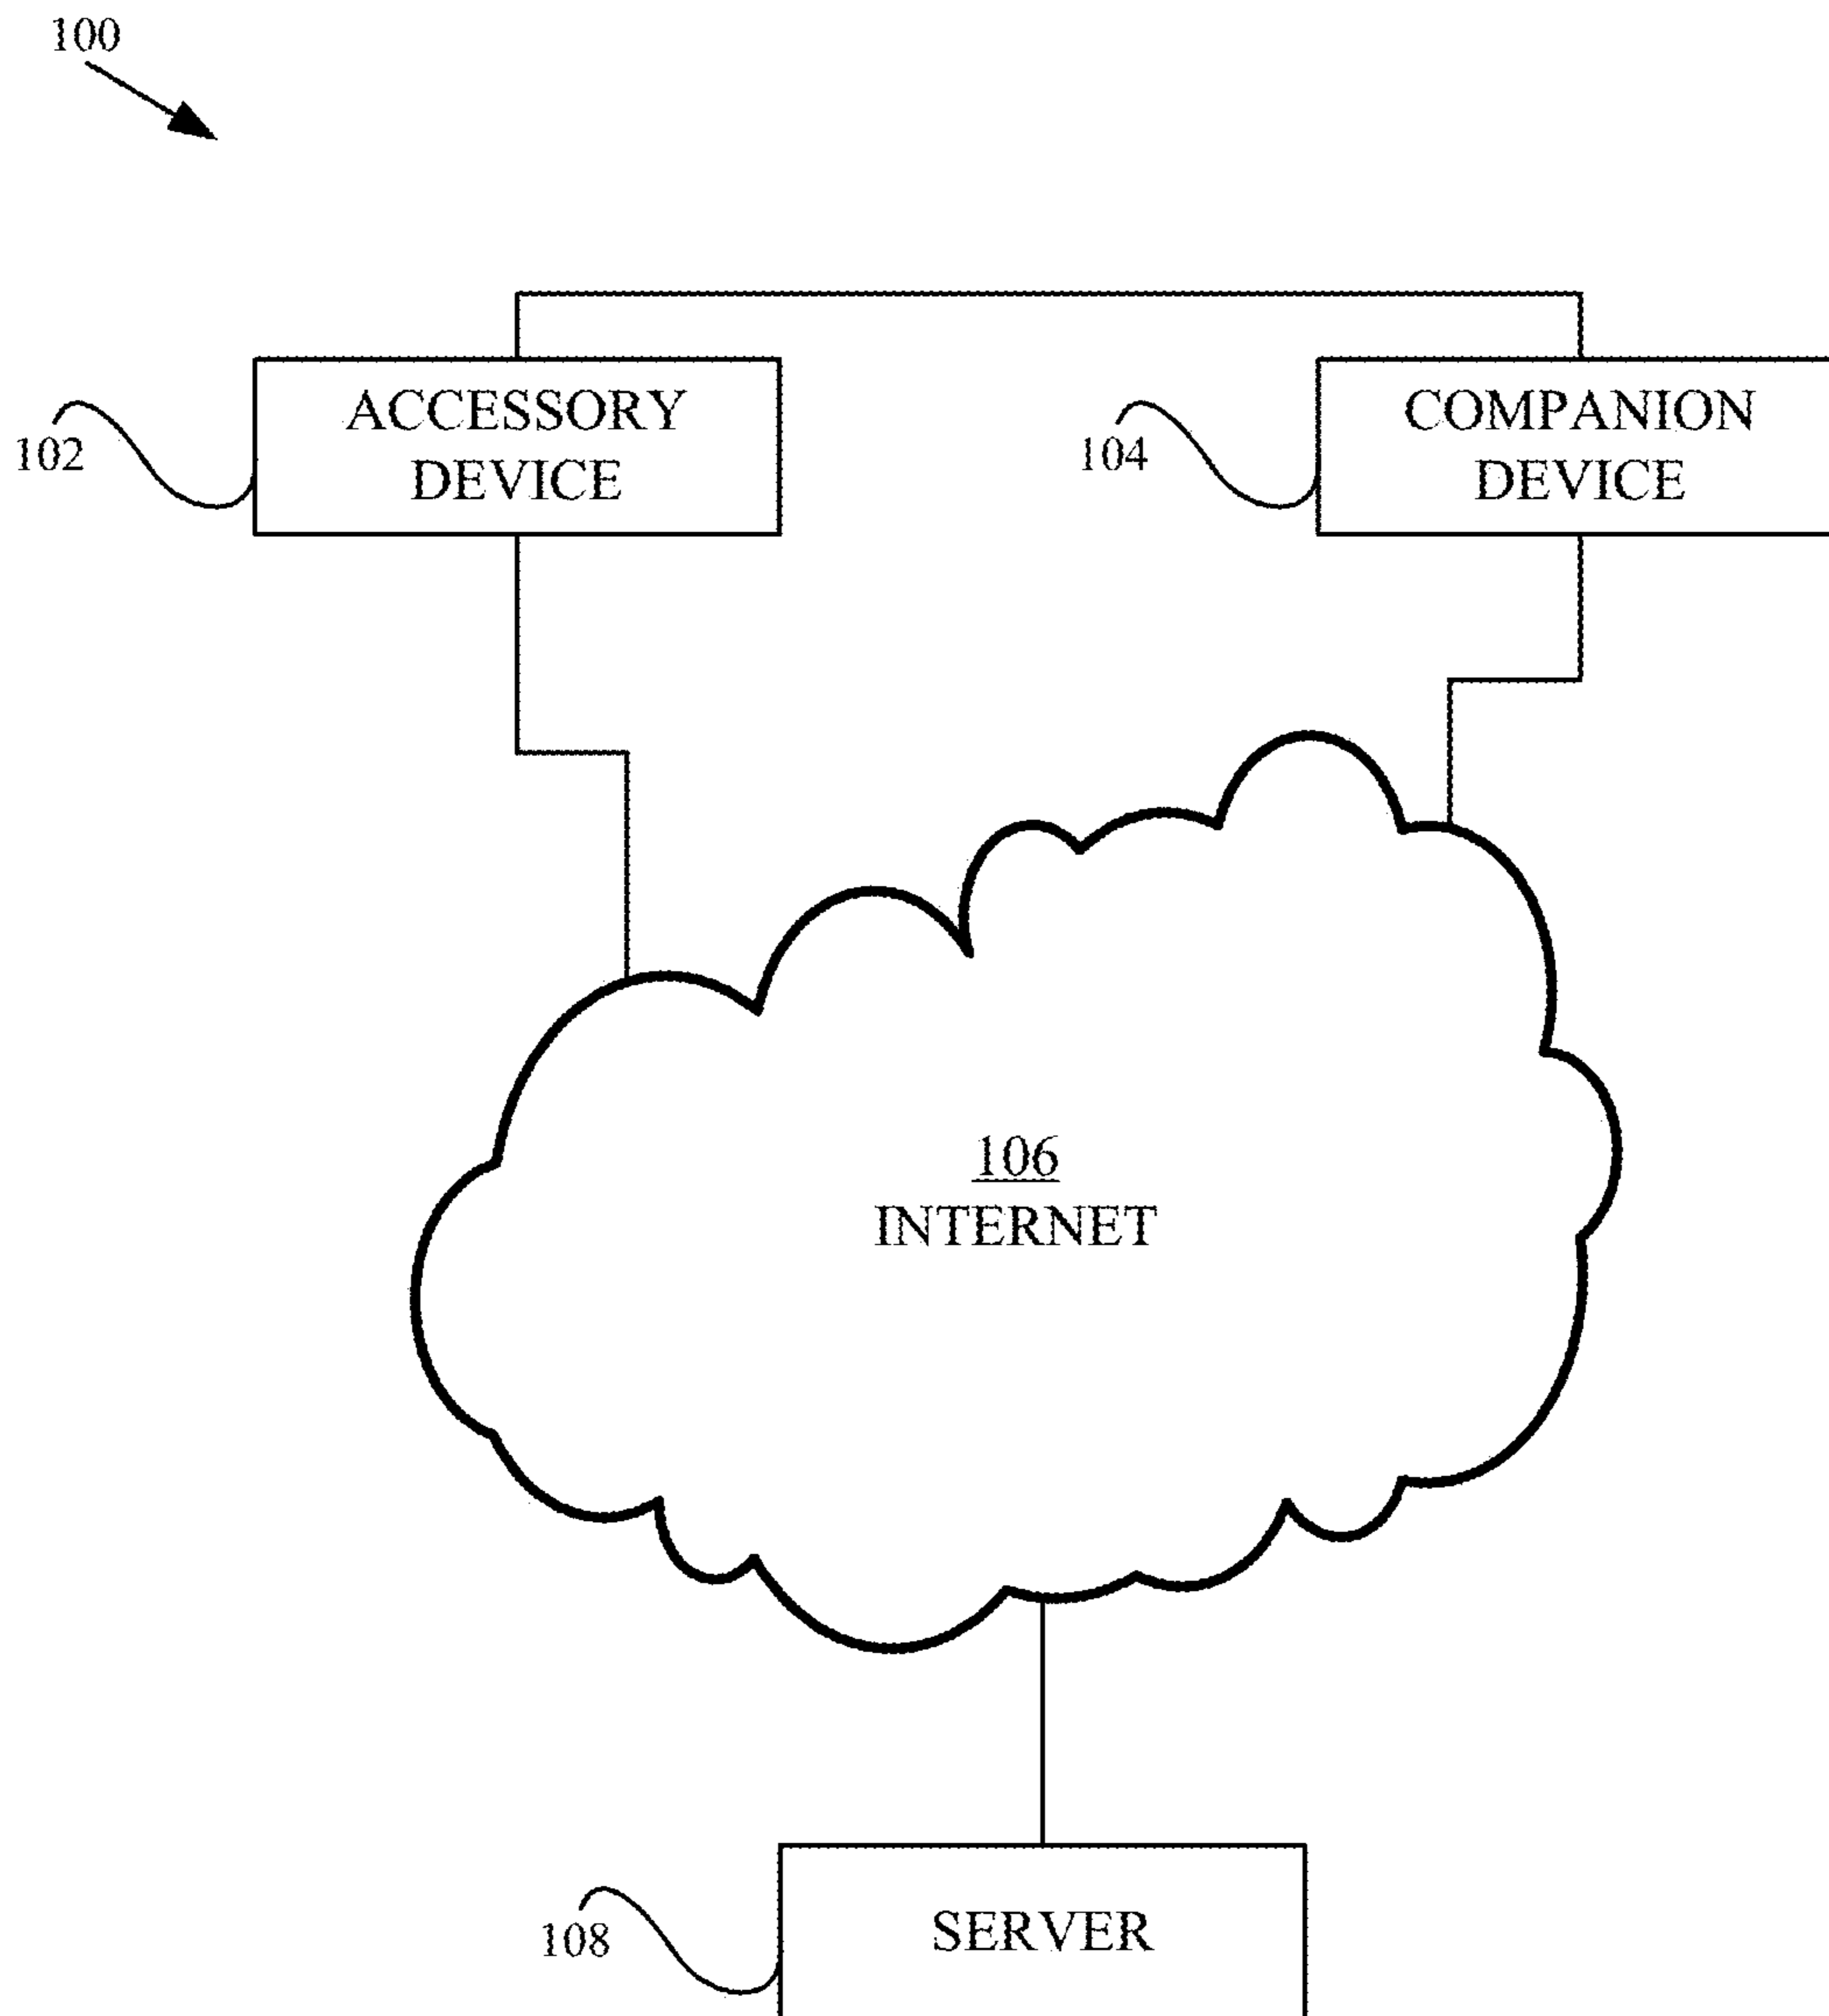 100
ACCESSORY
DEVICE
102
COMPANION
DEVICE
104
106
INTERNET
SERVER
108